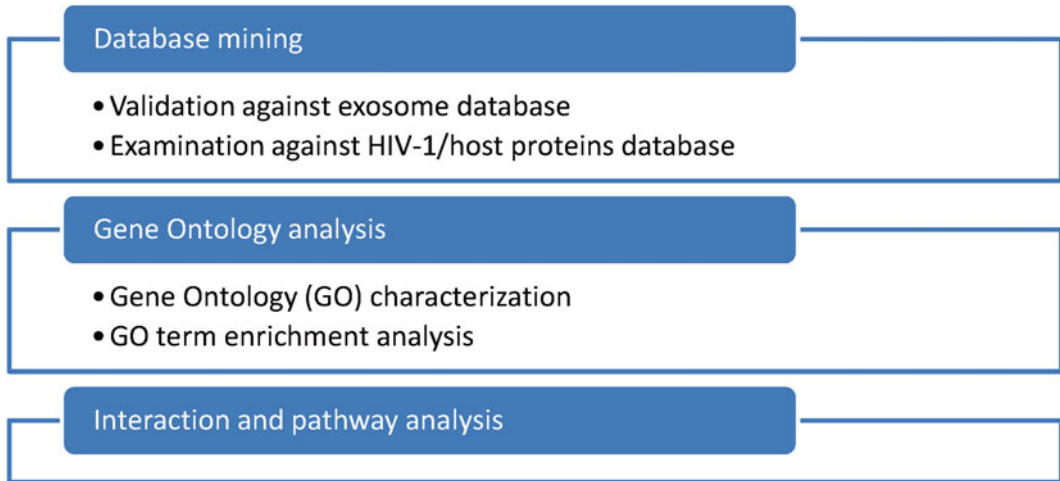 Database mining
• Validation against exosome database
• Examination against HIV-1/host proteins database
Gene Ontology analysis
• Gene Ontology (GO) characterization
• GO term enrichment analysis
Interaction and pathway analysis